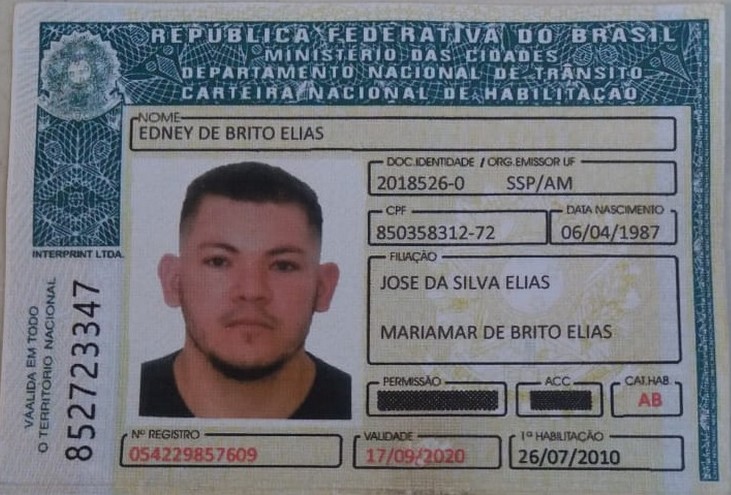 REPÚBLICA FEDERATIVA DO BRASIL
MINISTÉRIO DAS CIDADES
DEPARTAMENTO NACIONAL DE TRÂNSITO
CARTEIRA NACIONAL DE HABILITAÇÃO
NOME
EDNEY DE BRITO ELIAS
DOC.IDENTIDADE / ORG.EMISSOR UF
2018526-0 SSP/AM
CPF DATA NASCIMENTO
850358312-72 06/04/1987
FILIAÇÃO
JOSE DA SILVA ELIAS
MARIAMAR DE BRITO ELIAS
PERMISSÃO ACC CAT.HAB.
AB
Nº REGISTRO VALIDADE 1ª HABILITAÇÃO
054229857609 17/09/2020 26/07/2010
INTERPRINT LTDA.
VAALIDA EM TODO
O TERRITORIO NACIONAL
852723347